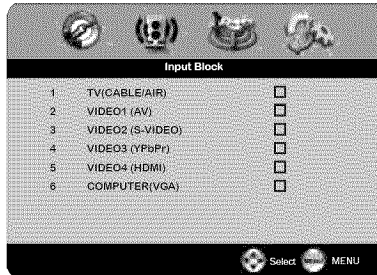 Input Block
1 TV(CABLE/AIR)
2 VIDEO1 (AV)
3 VIDEO2 (S-VIDEO)
4 VIDEO3 (YPbPr)
5 VIDEO4 (HDMI)
6 COMPUTER(VGA)
Select MENU